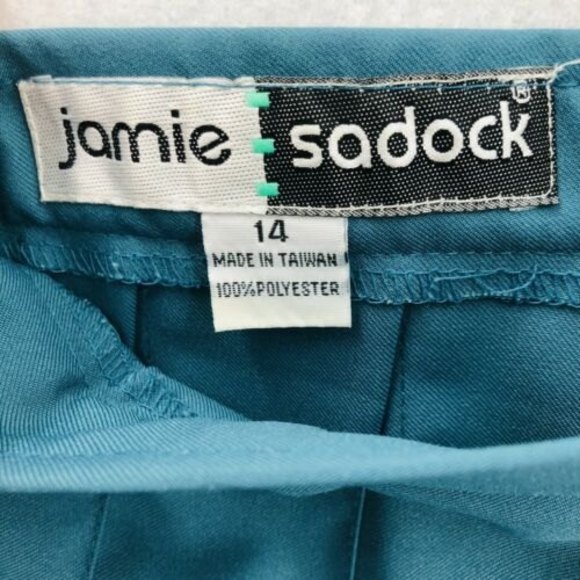 jamie sadock®
14
MADE IN TAIWAN
100%POLYESTER